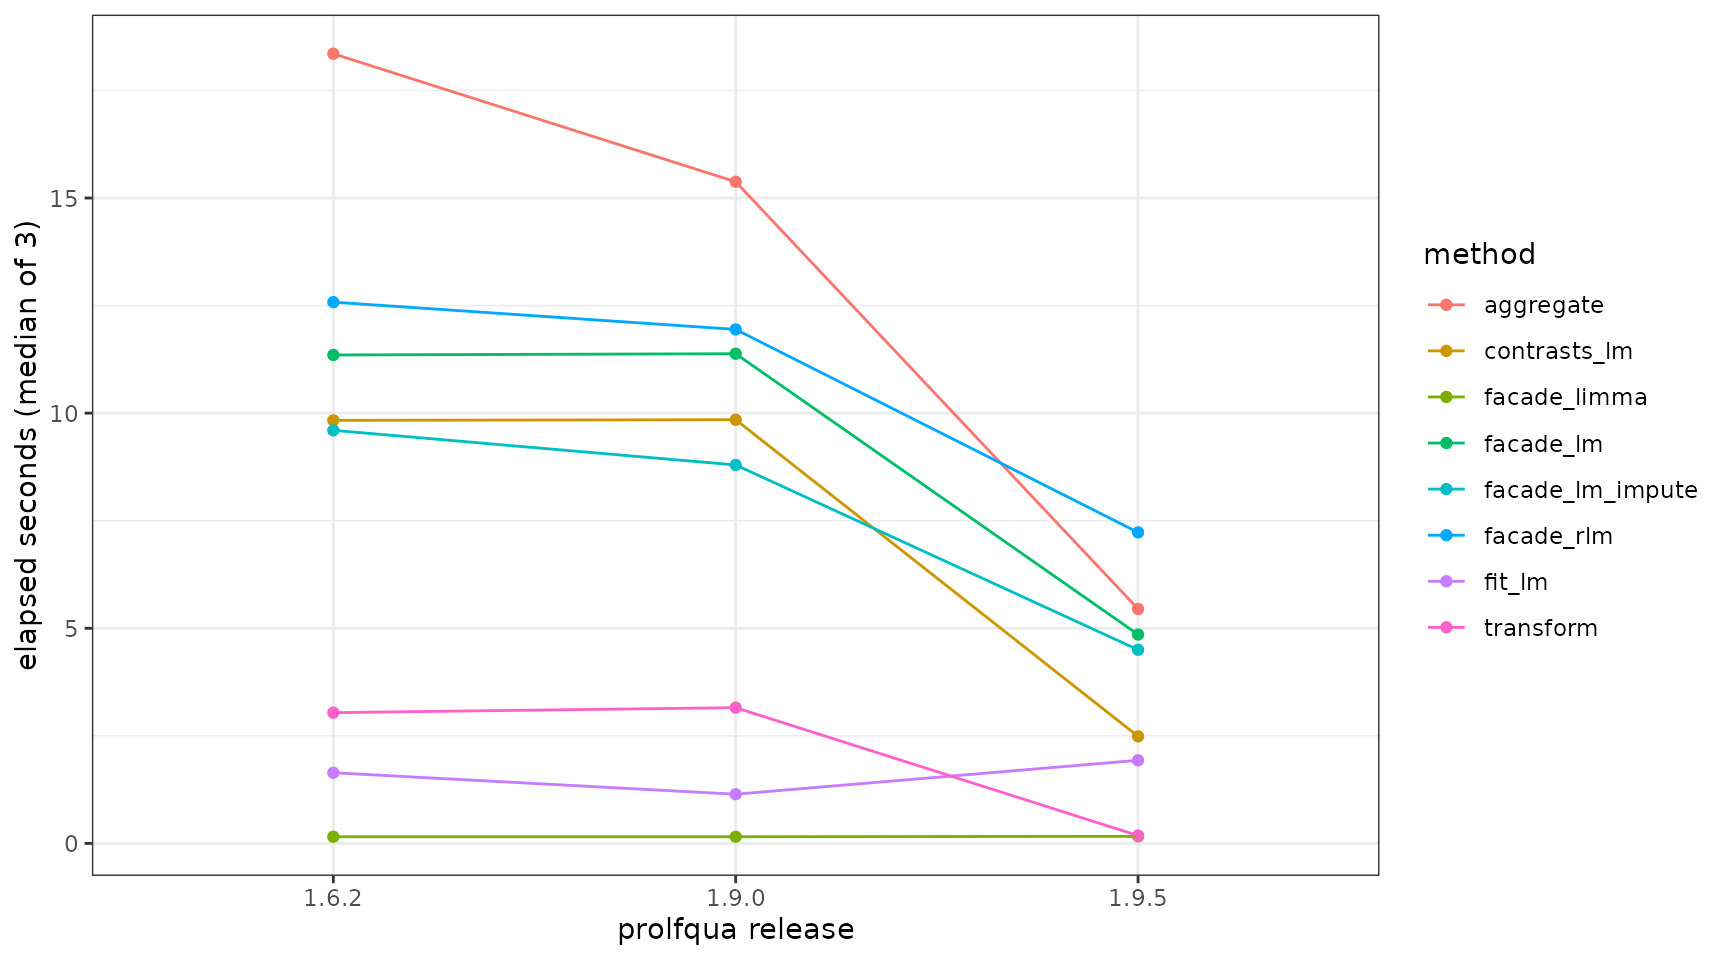 elapsed seconds (median of 3)
15
10
5
0
1.6.2
1.9.0
1.9.5
prolfqua release
method
aggregate
contrasts_lm
facade_limma
facade_lm
facade_lm_impute
facade_rlm
fit_lm
transform